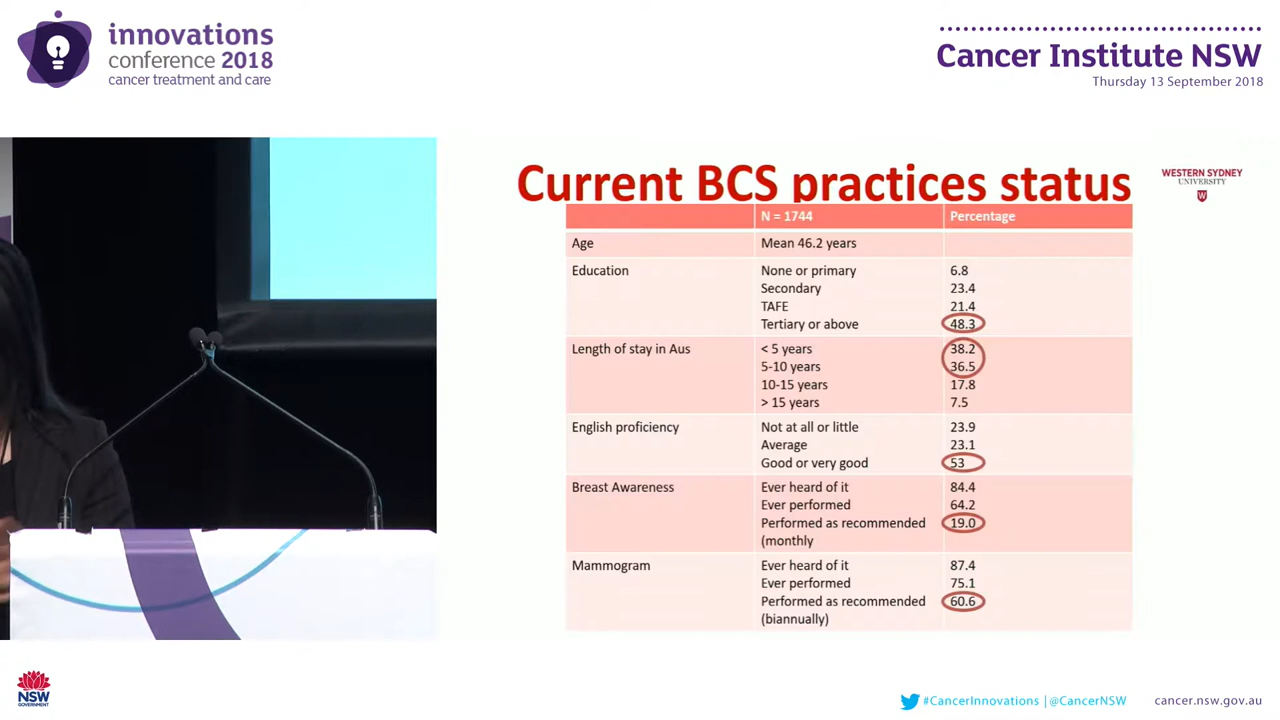 innovations
conference 2018
cancer treatment and care
Cancer Institute NSW
Thursday 13 September 2018
Current BCS practices status
WESTERN SYDNEY
UNIVERSITY
W
N = 1744 Percentage
Age Mean 46.2 years
Education None or primary 6.8
Secondary 23.4
TAFE 21.4
Tertiary or above 48.3
Length of stay in Aus < 5 years 38.2
5-10 years 36.5
10-15 years 17.8
> 15 years 7.5
English proficiency Not at all or little 23.9
Average 23.1
Good or very good 53
Breast Awareness Ever heard of it 84.4
Ever performed 64.2
Performed as recommended 19.0
(monthly
Mammogram Ever heard of it 87.4
Ever performed 75.1
Performed as recommended 60.6
(biannually)
NSW
GOVERNMENT
#CancerInnovations | @CancerNSW
cancer.nsw.gov.au